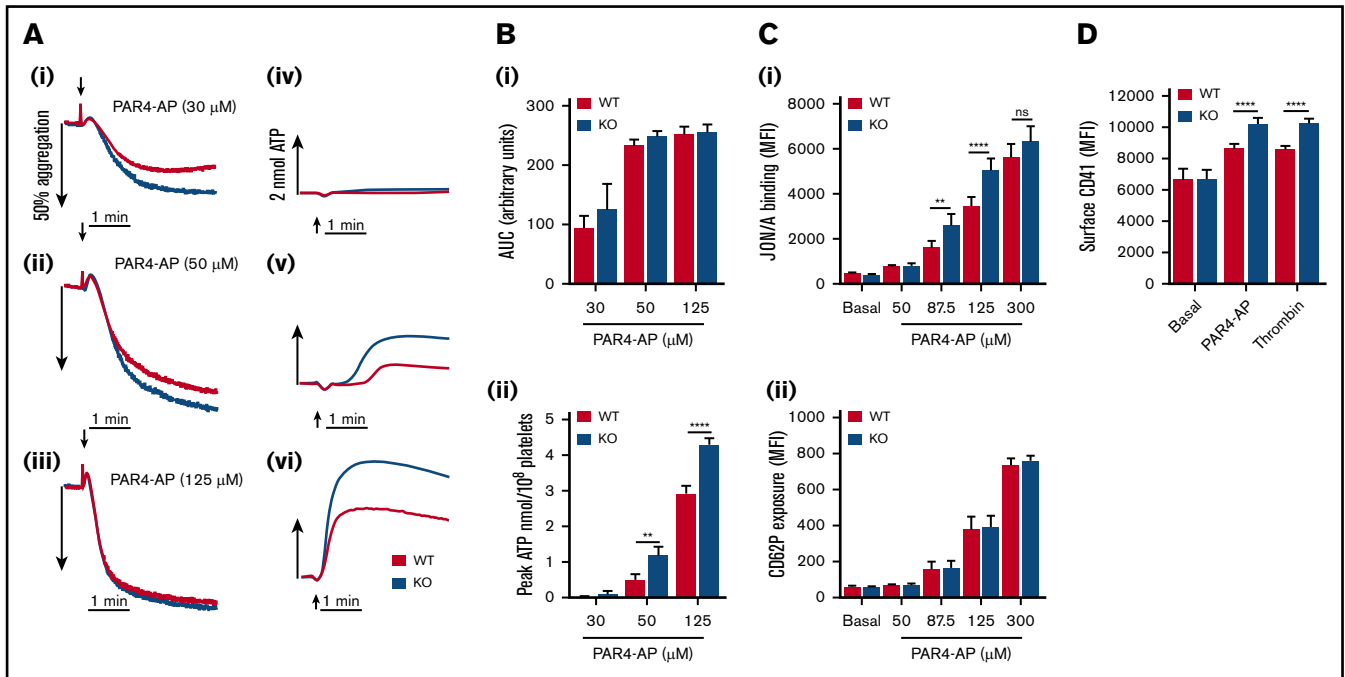 A
(i)
PAR4-AP (30 μM)
50% aggregation
1 min
(ii)
PAR4-AP (50 μM)
1 min
(iii)
PAR4-AP (125 μM)
1 min
(iv)
2 nmol ATP
1 min
(v)
1 min
(vi)
WT
KO
1 min
B
(i)
WT
KO
AUC (arbitrary units)
300
200
100
0
30 50 125
PAR4-AP (μM)
(ii)
WT
KO
Peak ATP nmol/10⁸ platelets
5
4
3
2
1
0
**
****
30 50 125
PAR4-AP (μM)
C
(i)
WT
KO
JON/A binding (MFI)
8000
6000
4000
2000
0
**
****
ns
Basal 50 87.5 125 300
PAR4-AP (μM)
(ii)
WT
KO
CD62P exposure (MFI)
1000
800
600
400
200
0
Basal 50 87.5 125 300
PAR4-AP (μM)
D
WT
KO
Surface CD41 (MFI)
12000
10000
8000
6000
4000
2000
0
****
****
Basal
PAR4-AP
Thrombin